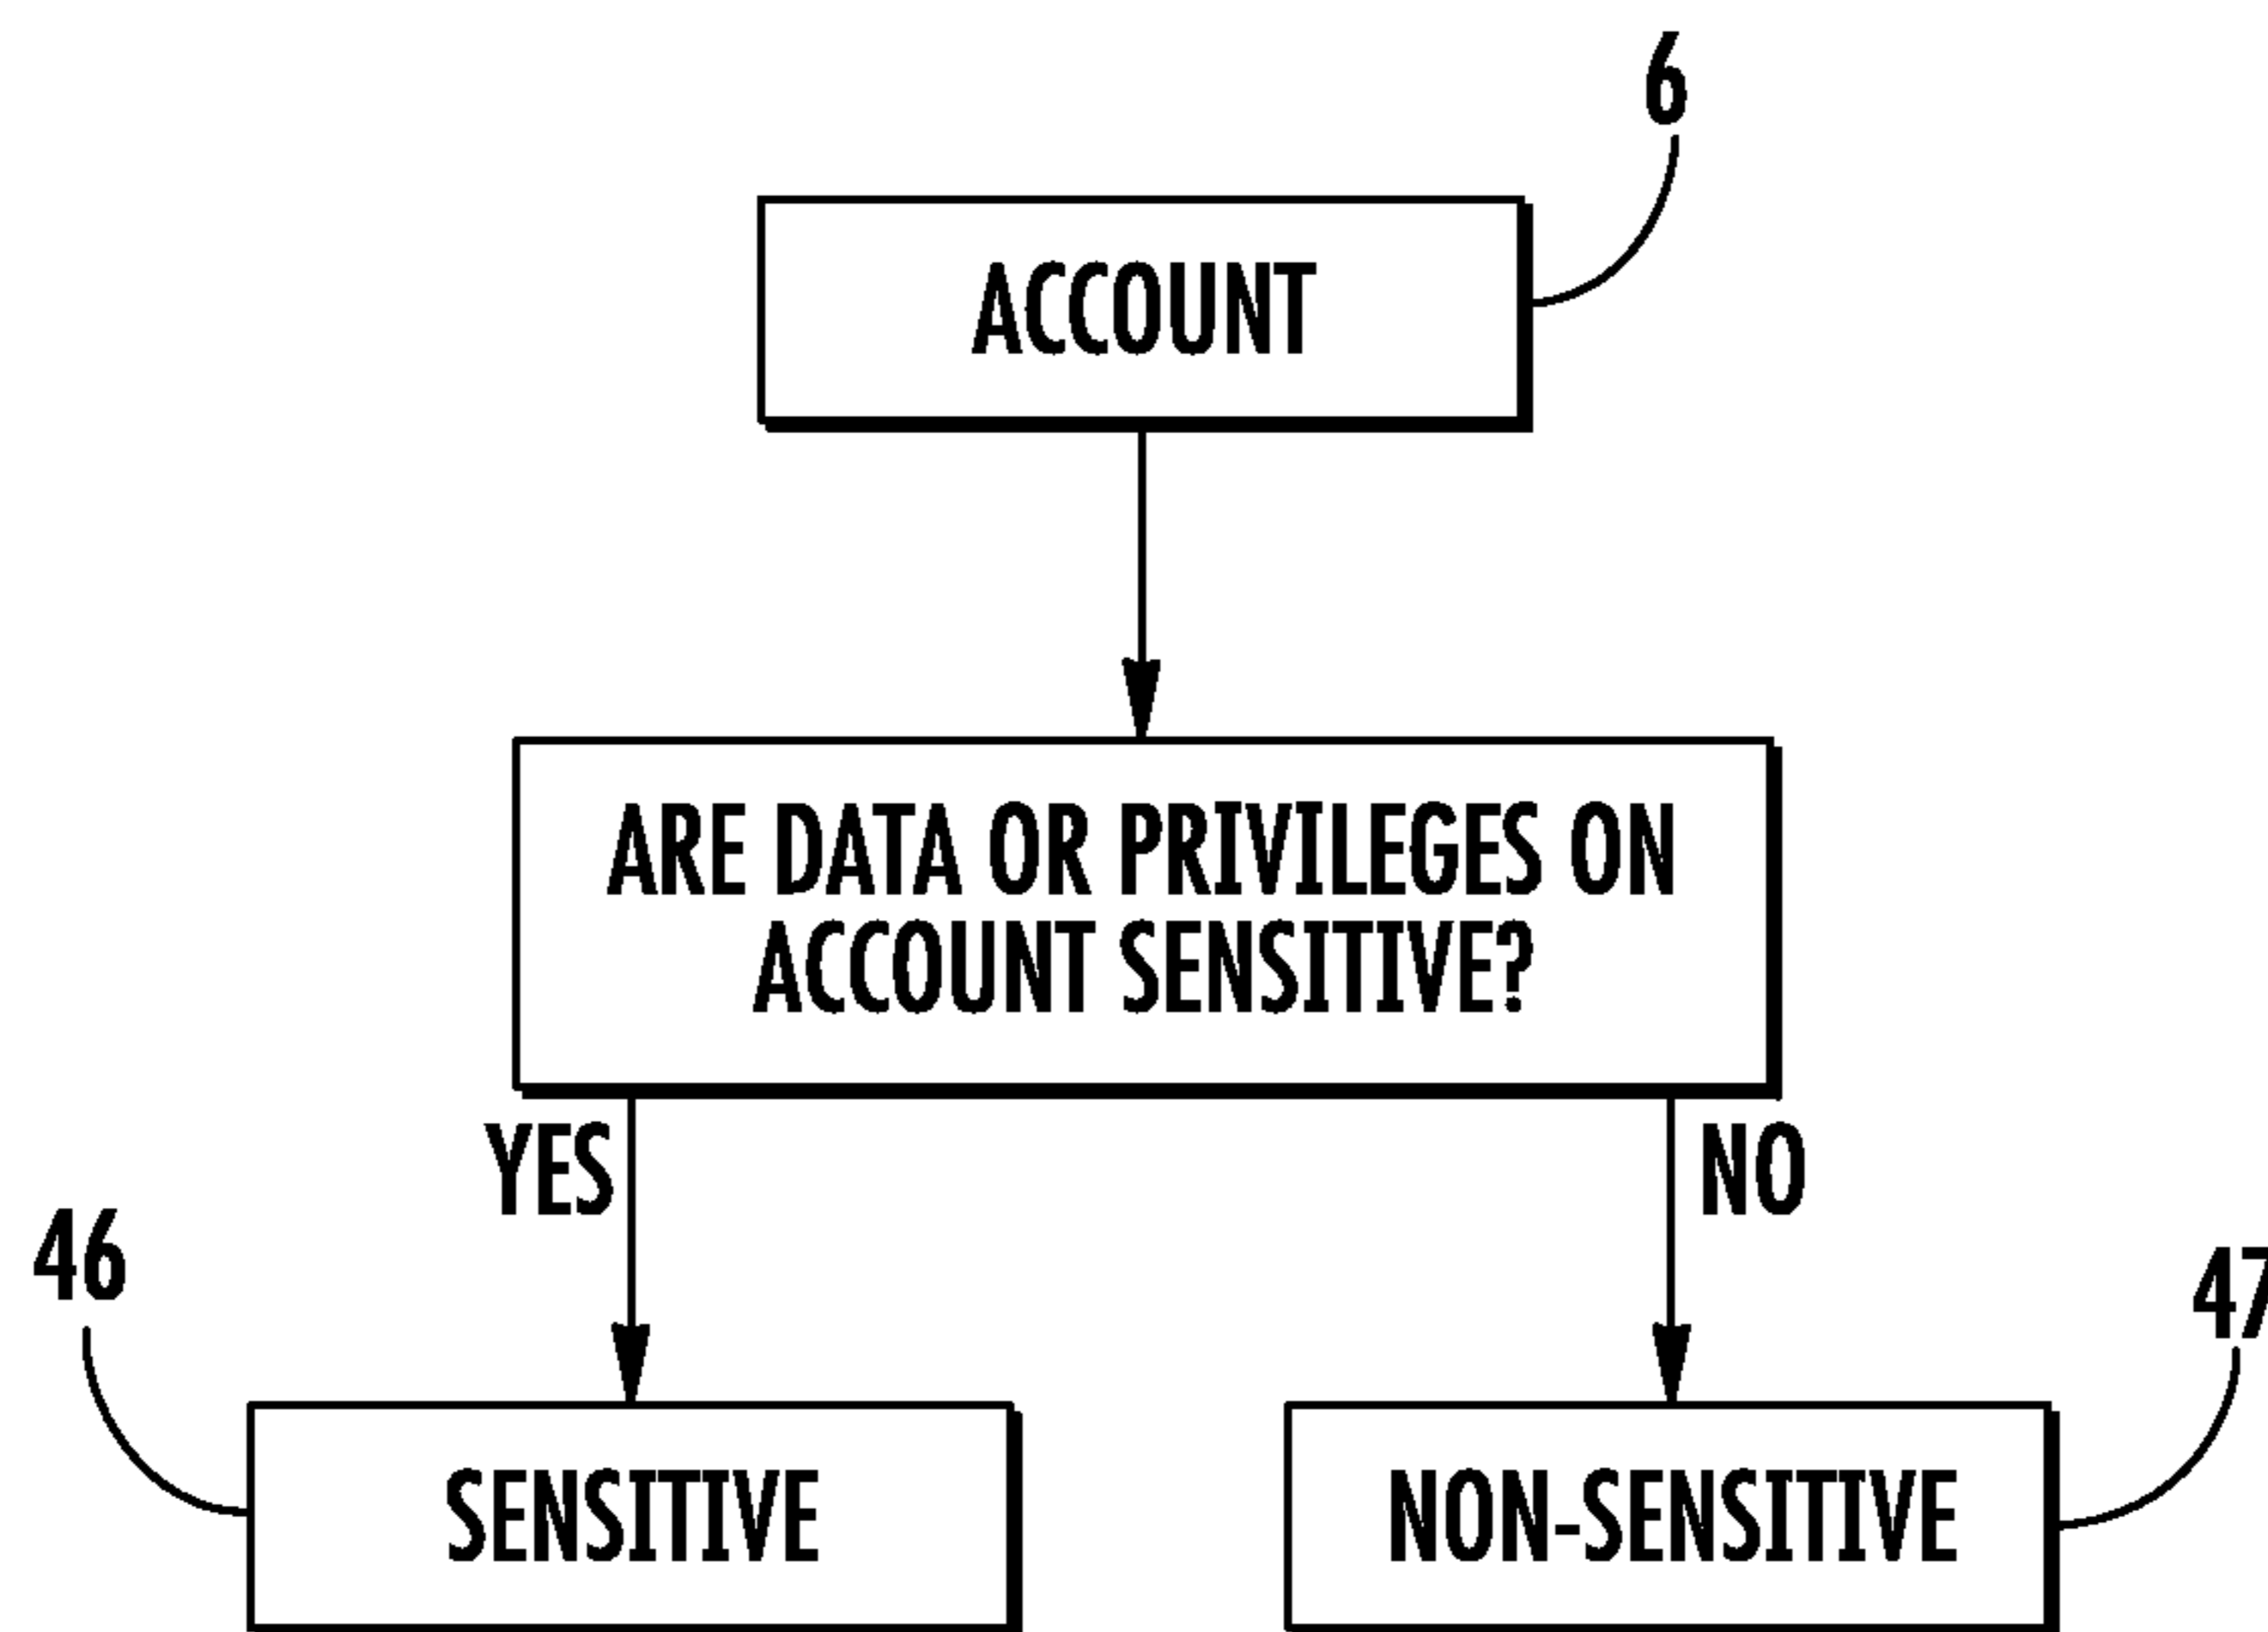 6
ACCOUNT
ARE DATA OR PRIVILEGES ON
ACCOUNT SENSITIVE?
YES
NO
46
47
SENSITIVE
NON-SENSITIVE